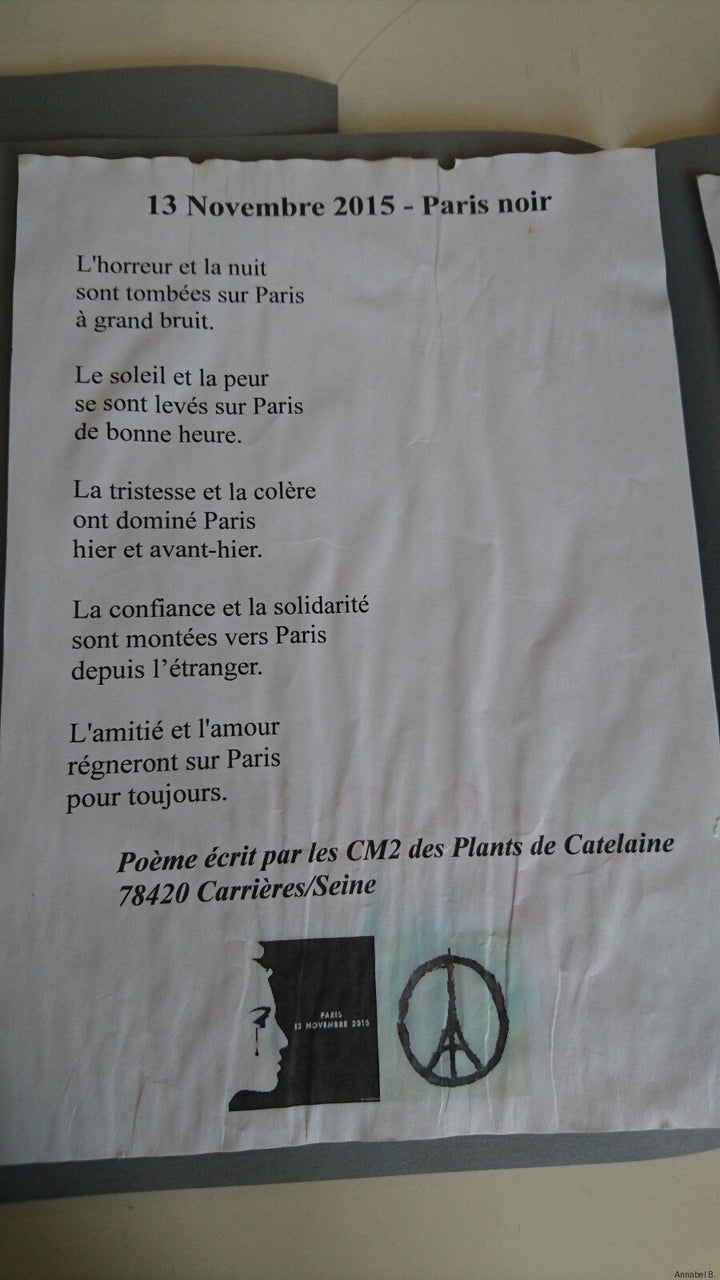 13 Novembre 2015 - Paris noir
L'horreur et la nuit
sont tombées sur Paris
à grand bruit.
Le soleil et la peur
se sont levés sur Paris
de bonne heure.
La tristesse et la colère
ont dominé Paris
hier et avant-hier.
La confiance et la solidarité
sont montées vers Paris
depuis l’étranger.
L'amitié et l'amour
régneront sur Paris
pour toujours.
Poème écrit par les CM2 des Plants de Catelaine
78420 Carrières/Seine
PARIS
13 NOVEMBRE 2015
Annabel B.